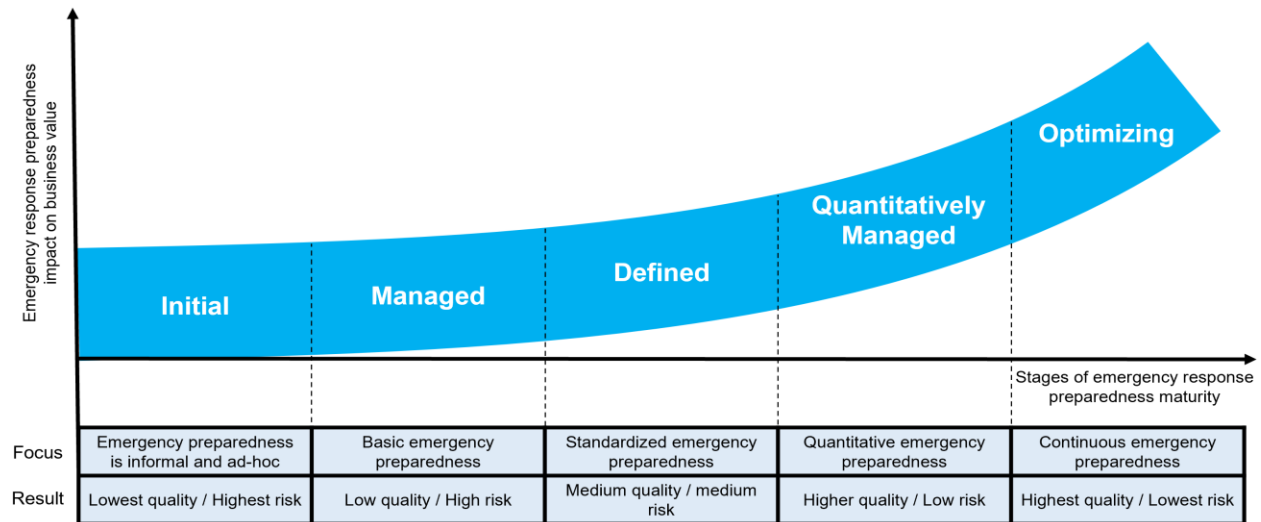 Emergency response preparedness
impact on business value
Initial
Managed
Defined
Quantitatively
Managed
Optimizing
Stages of emergency response
preparedness maturity
Focus
Emergency preparedness
is informal and ad-hoc
Basic emergency
preparedness
Standardized emergency
preparedness
Quantitative emergency
preparedness
Continuous emergency
preparedness
Result
Lowest quality / Highest risk
Low quality / High risk
Medium quality / medium
risk
Higher quality / Low risk
Highest quality / Lowest risk